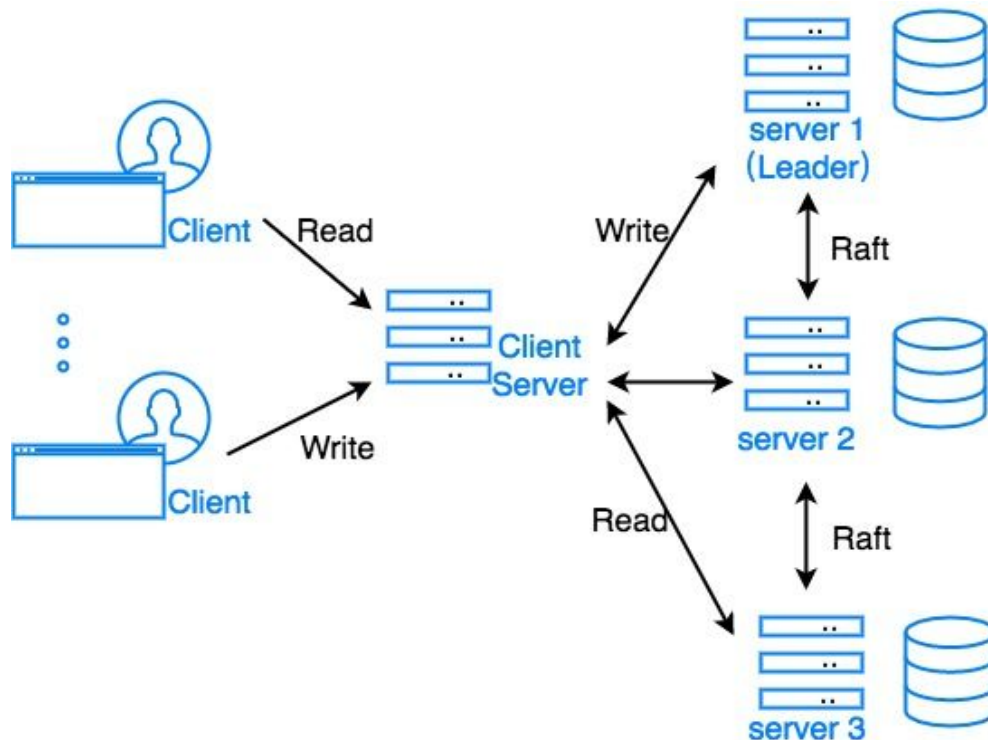 server 1
(Leader)
Client
Read
Write
Raft
Client
Server
server 2
Write
Client
Read
Raft
server 3